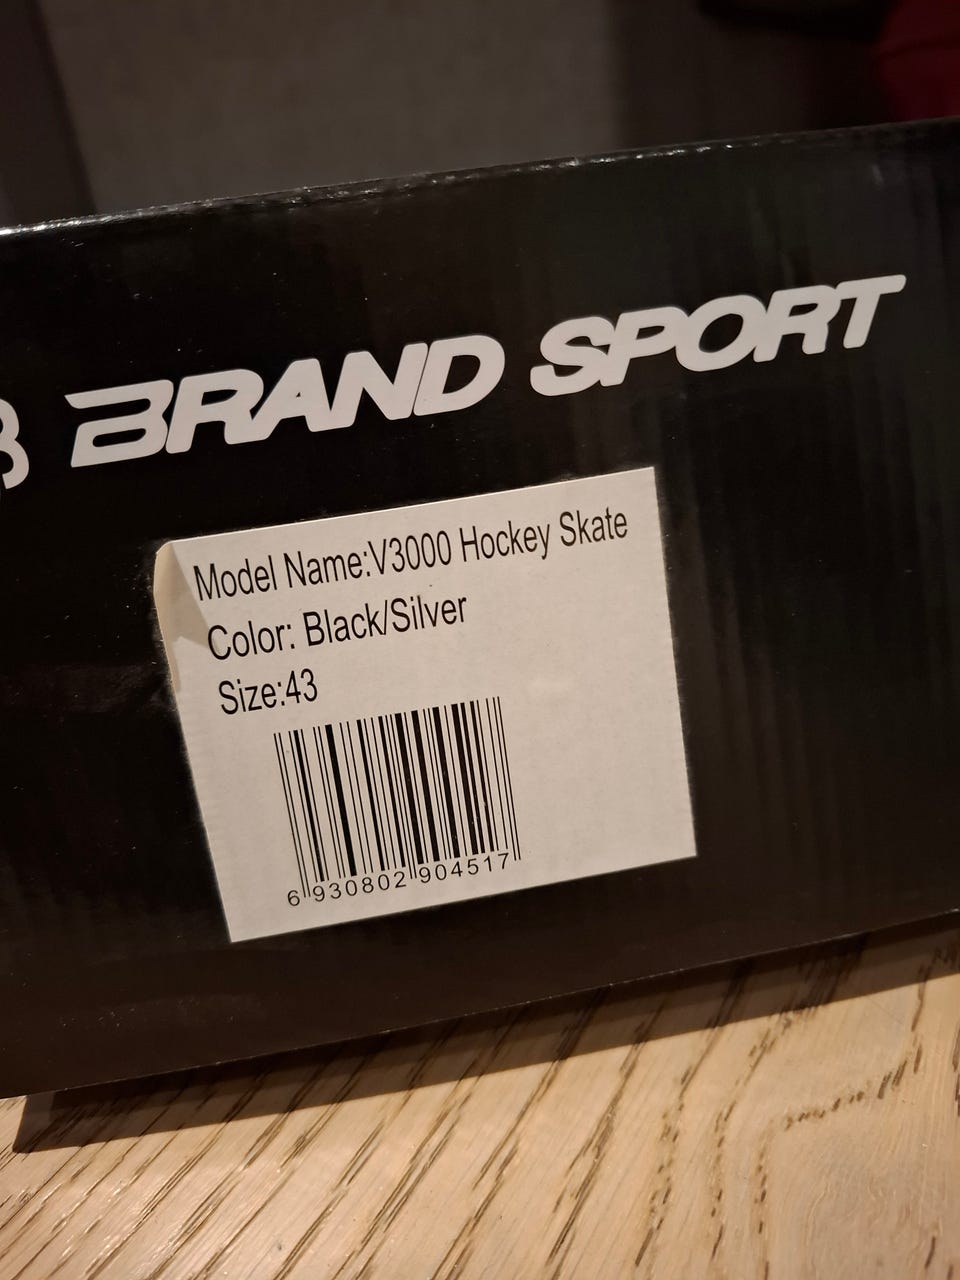 BRAND SPORT
Model Name:V3000 Hockey Skate
Color: Black/Silver
Size:43
6 930802 904517